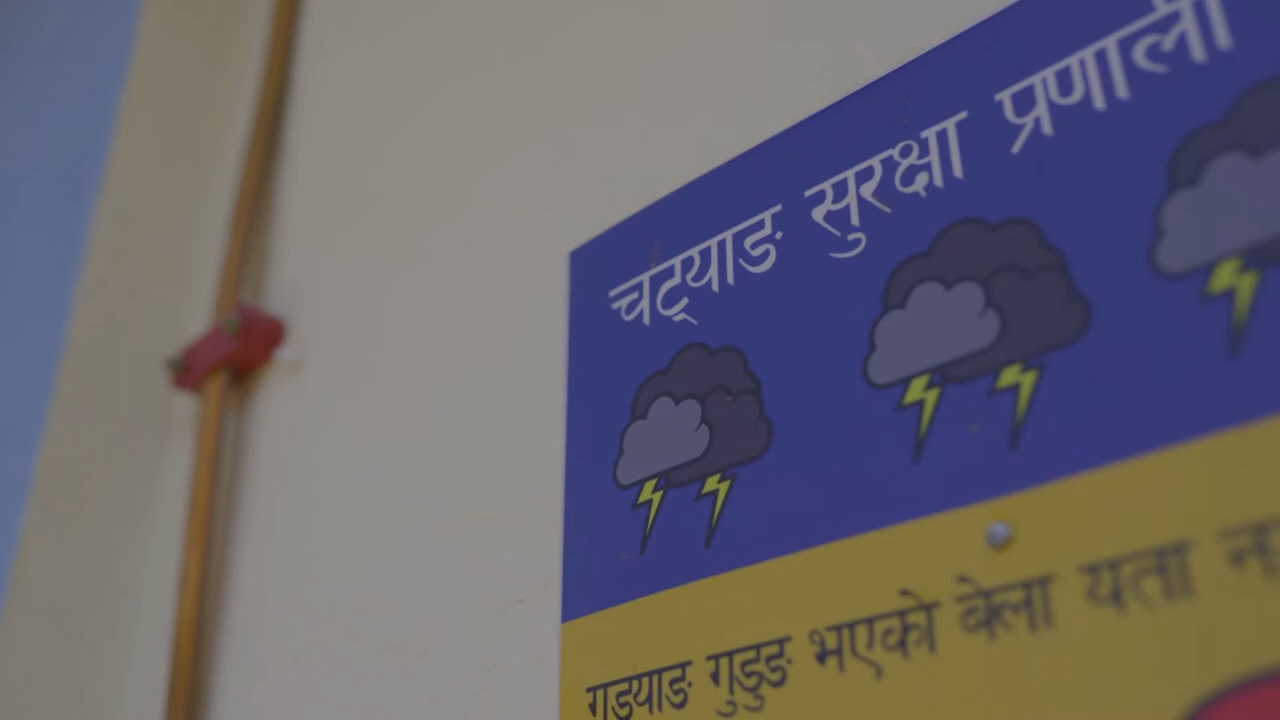 चट्याङ सुरक्षा प्रणाली
गड्याङ गुडुङ भएको वेला यता